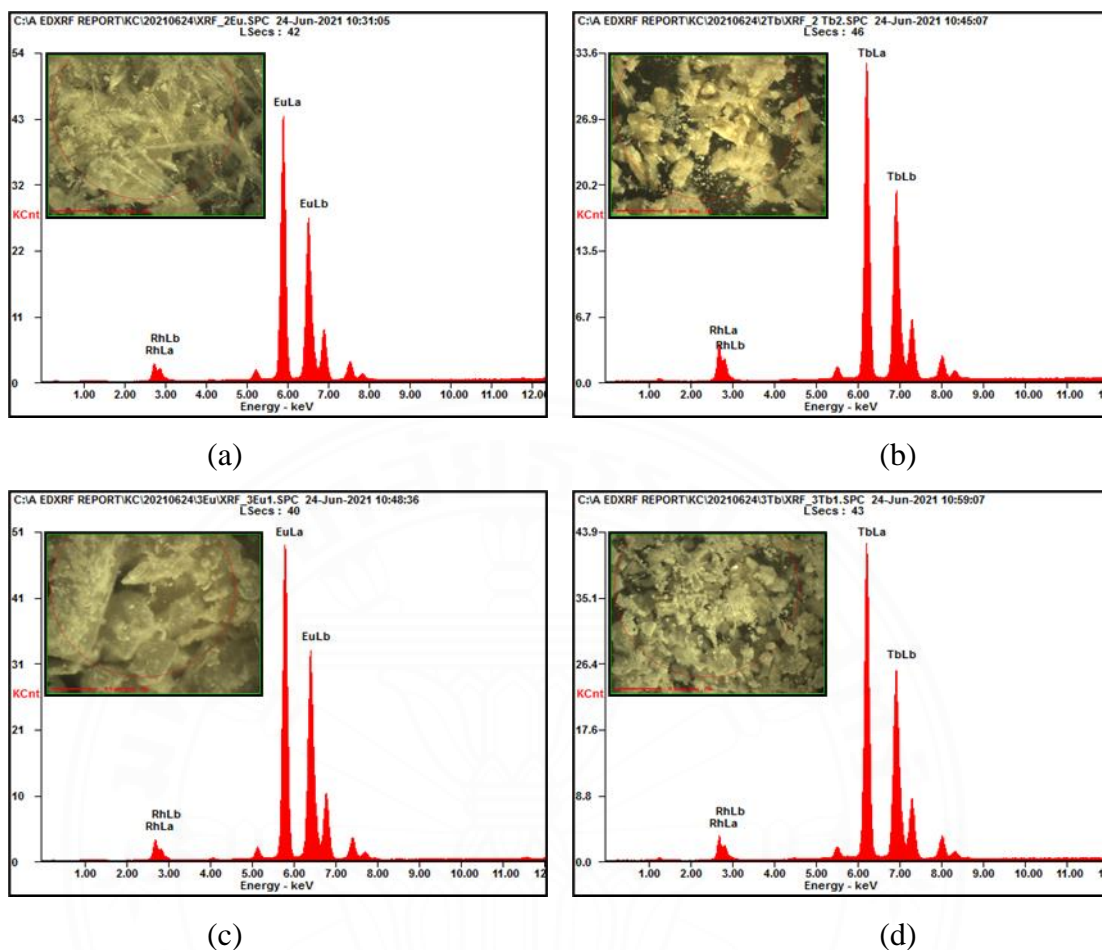 C:\A EDXRF REPORT\KC\20210624\XRF_2Eu.SPC 24-Jun-2021 10:31:05
LSecs : 42
54
43
32
KCnt
22
11
0
EuLa
EuLb
RhLb
RhLa
1.00 2.00 3.00 4.00 5.00 6.00 7.00 8.00 9.00 10.00 11.00 12.00
Energy - keV
(a)
C:\A EDXRF REPORT\KC\20210624\2Tb\XRF_2 Tb2.SPC 24-Jun-2021 10:45:07
LSecs : 46
33.6
26.9
20.2
KCnt
13.5
6.7
0.0
TbLa
TbLb
RhLa
RhLb
1.00 2.00 3.00 4.00 5.00 6.00 7.00 8.00 9.00 10.00 11.00
Energy - keV
(b)
C:\A EDXRF REPORT\KC\20210624\3Eu\XRF_3Eu1.SPC 24-Jun-2021 10:48:36
LSecs : 40
51
41
31
KCnt
21
10
0
EuLa
EuLb
RhLb
RhLa
1.00 2.00 3.00 4.00 5.00 6.00 7.00 8.00 9.00 10.00 11.00 12
Energy - keV
(c)
C:\A EDXRF REPORT\KC\20210624\3Tb\XRF_3Tb1.SPC 24-Jun-2021 10:59:07
LSecs : 43
43.9
35.1
26.4
KCnt
17.6
8.8
0.0
TbLa
TbLb
RhLb
RhLa
1.00 2.00 3.00 4.00 5.00 6.00 7.00 8.00 9.00 10.00 11.00
Energy - keV
(d)